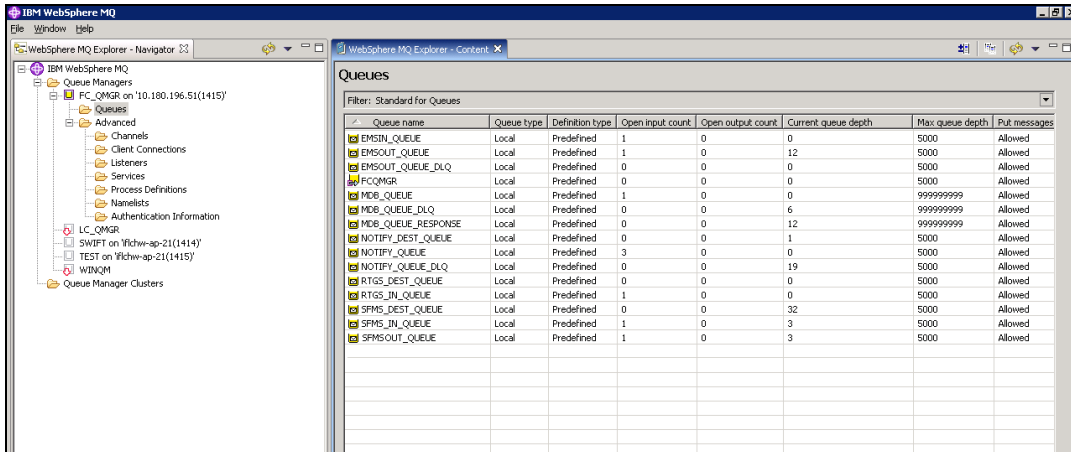 IBM WebSphere MQ
File Window Help
WebSphere MQ Explorer - Navigator
IBM WebSphere MQ
Queue Managers
FC_QMGR on '10.180.196.51(1415)'
Queues
Advanced
Channels
Client Connections
Listeners
Services
Process Definitions
Namelists
Authentication Information
LC_QMGR
SWIFT on 'iflchw-ap-21(1414)'
TEST on 'iflchw-ap-21(1415)'
WINQM
Queue Manager Clusters
WebSphere MQ Explorer - Content
Queues
Filter: Standard for Queues
Queue name Queue type Definition type Open input count Open output count Current queue depth Max queue depth Put messages
EMSIN_QUEUE Local Predefined 1 0 0 5000 Allowed
EMSOUT_QUEUE Local Predefined 1 0 12 5000 Allowed
EMSOUT_QUEUE_DLQ Local Predefined 0 0 0 5000 Allowed
FCQMGR Local Predefined 0 0 0 5000 Allowed
MDB_QUEUE Local Predefined 1 0 0 999999999 Allowed
MDB_QUEUE_DLQ Local Predefined 0 0 6 999999999 Allowed
MDB_QUEUE_RESPONSE Local Predefined 0 0 12 999999999 Allowed
NOTIFY_DEST_QUEUE Local Predefined 0 0 1 5000 Allowed
NOTIFY_QUEUE Local Predefined 3 0 0 5000 Allowed
NOTIFY_QUEUE_DLQ Local Predefined 0 0 19 5000 Allowed
RTGS_DEST_QUEUE Local Predefined 0 0 0 5000 Allowed
RTGS_IN_QUEUE Local Predefined 1 0 0 5000 Allowed
SFMS_DEST_QUEUE Local Predefined 0 0 32 5000 Allowed
SFMS_IN_QUEUE Local Predefined 1 0 3 5000 Allowed
SFMSOUT_QUEUE Local Predefined 1 0 3 5000 Allowed